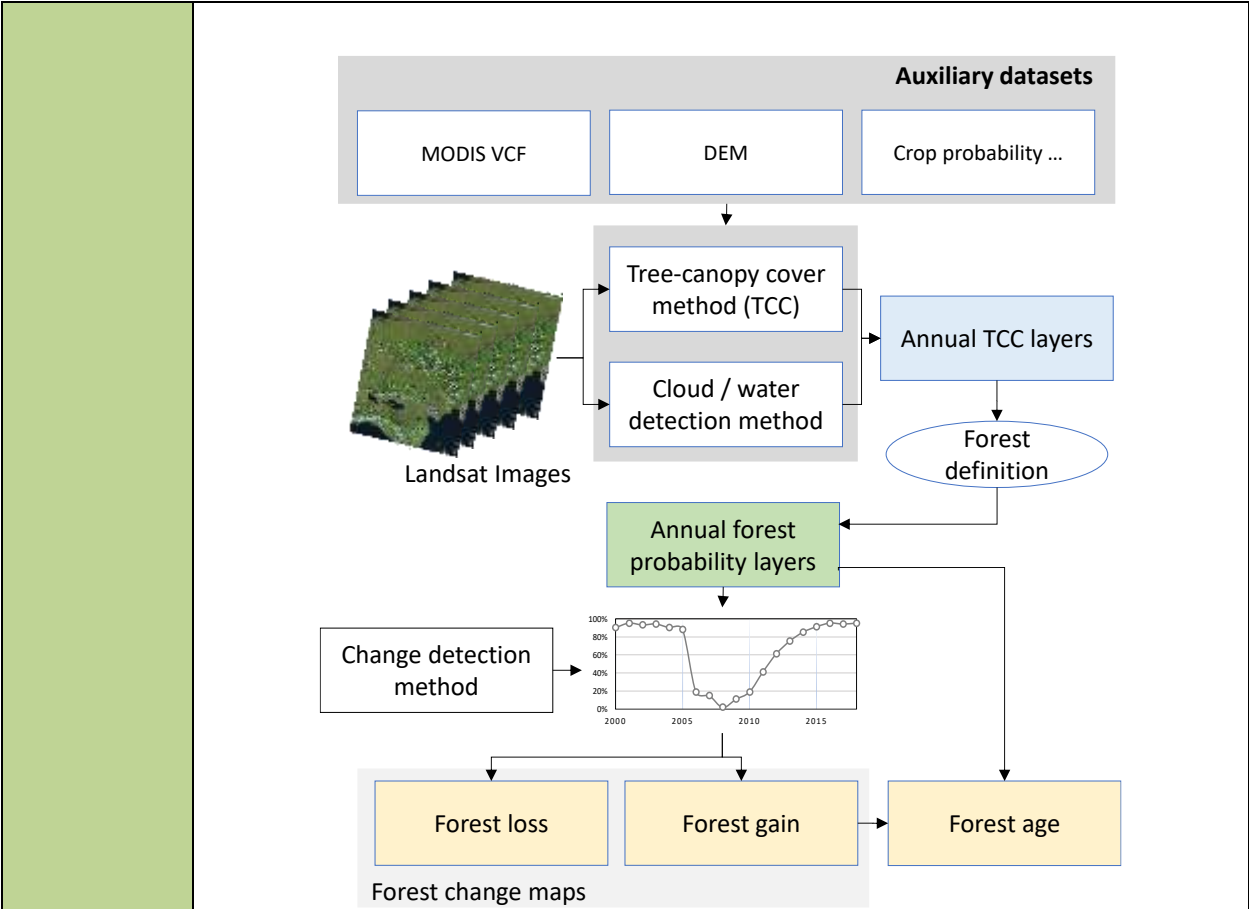 Auxiliary datasets
MODIS VCF
DEM
Crop probability ...
Tree-canopy cover
method (TCC)
Cloud / water
detection method
Landsat Images
Annual TCC layers
Forest
definition
Annual forest
probability layers
Change detection
method
100%
80%
60%
40%
20%
0%
2000
2005
2010
2015
Forest loss
Forest gain
Forest age
Forest change maps